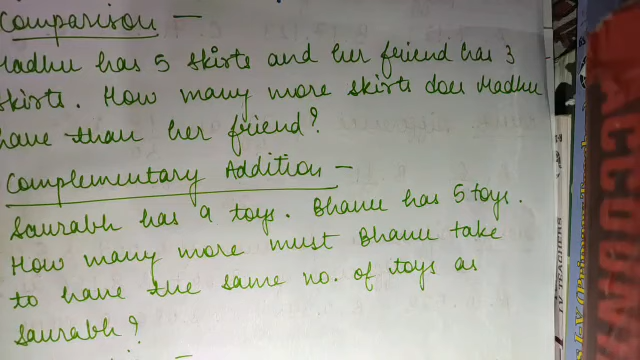 Comparison -
Madhu has 5 skirts and her friend has 3
skirts. How many more skirts does Madhu
have than her friend?
Complementary Addition -
Saurabh has 9 toys. Bhanu has 5 toys.
How many more must Bhanu take
to have the same no. of toys as
Saurabh?
ACCOUN
I-V TEACHERS